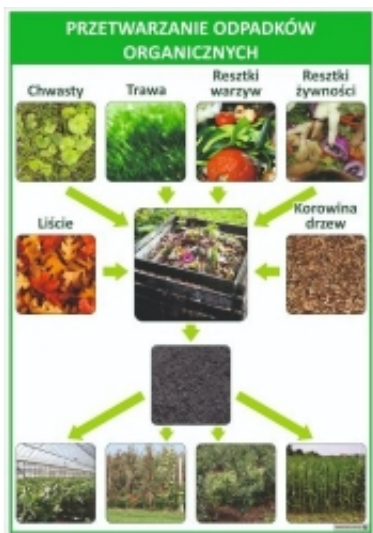 PRZETWARZANIE ODPADKÓW
ORGANICZNYCH
Chwasty
Trawa
Resztki
warzyw
Resztki
żywności
Liście
Korowina
drzew